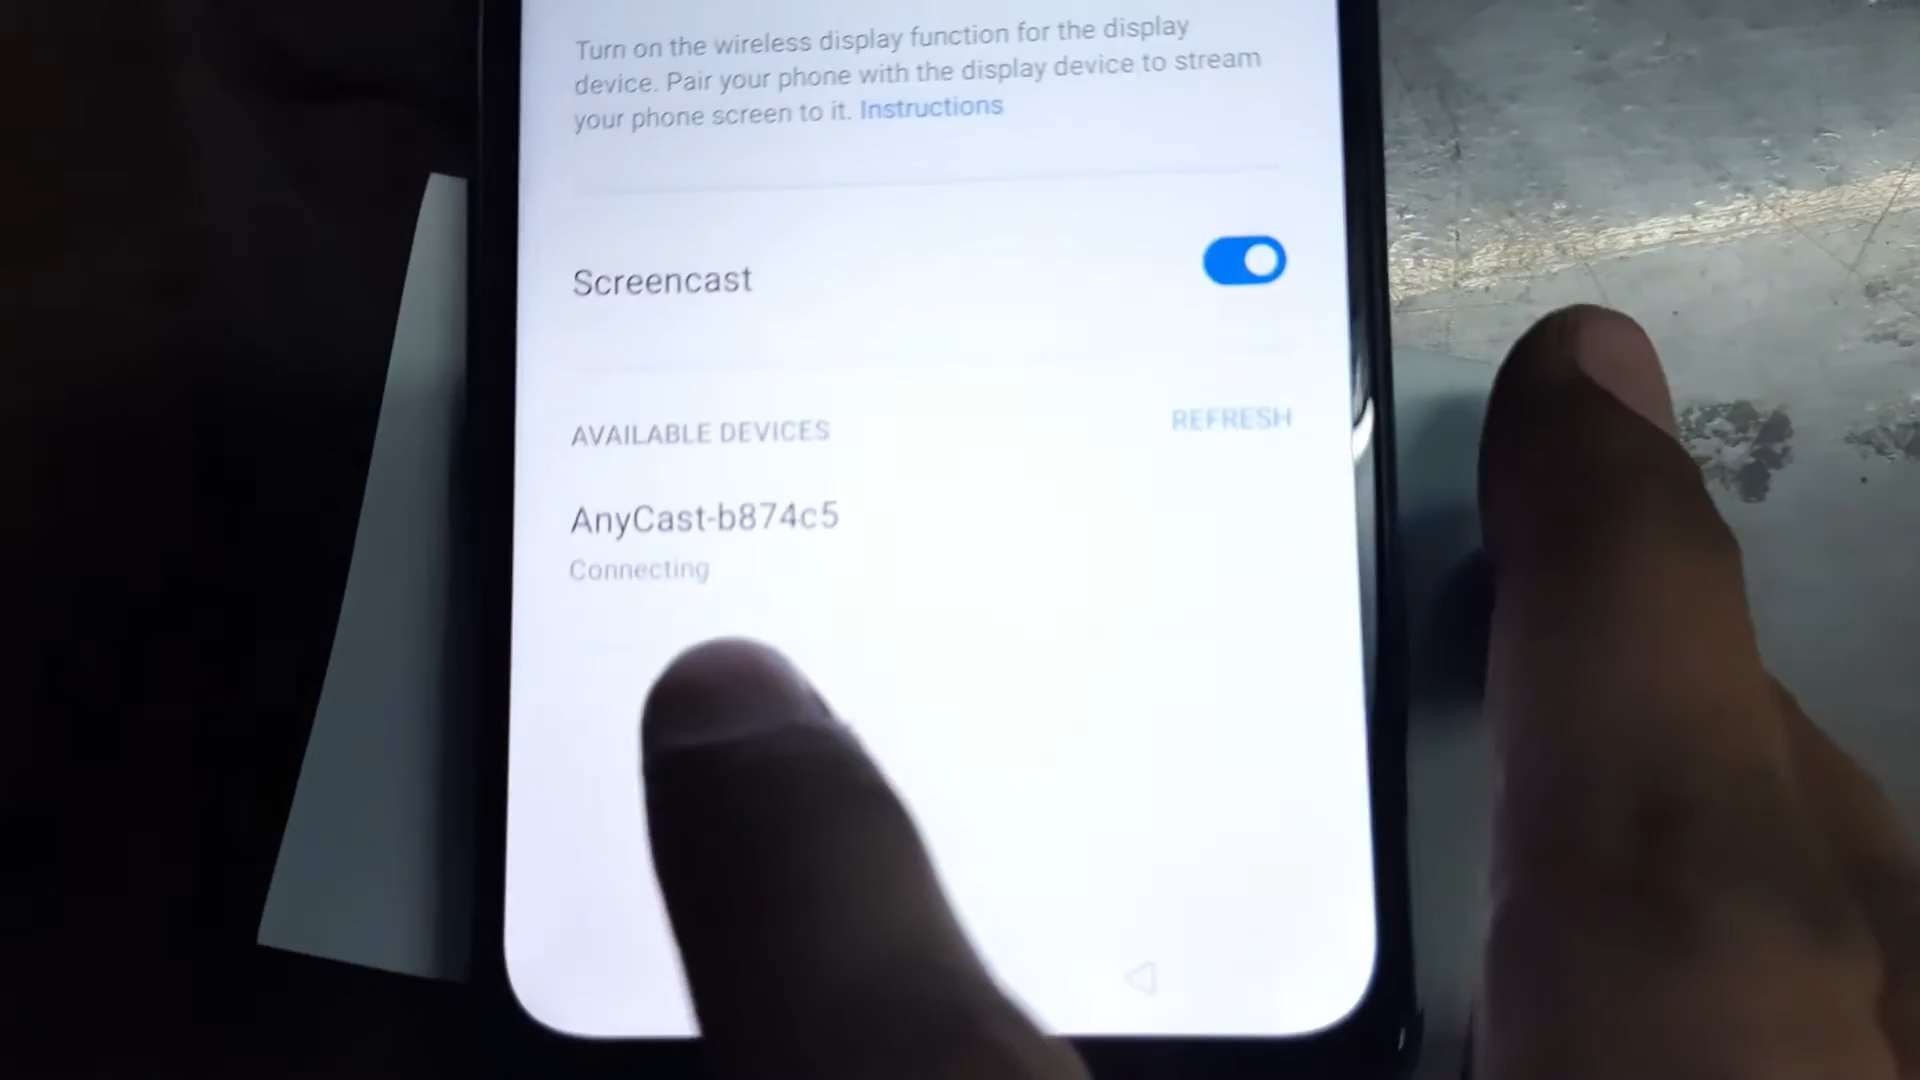 Turn on the wireless display function for the display
device. Pair your phone with the display device to stream
your phone screen to it. Instructions
Screencast
AVAILABLE DEVICES REFRESH
AnyCast-b874c5
Connecting